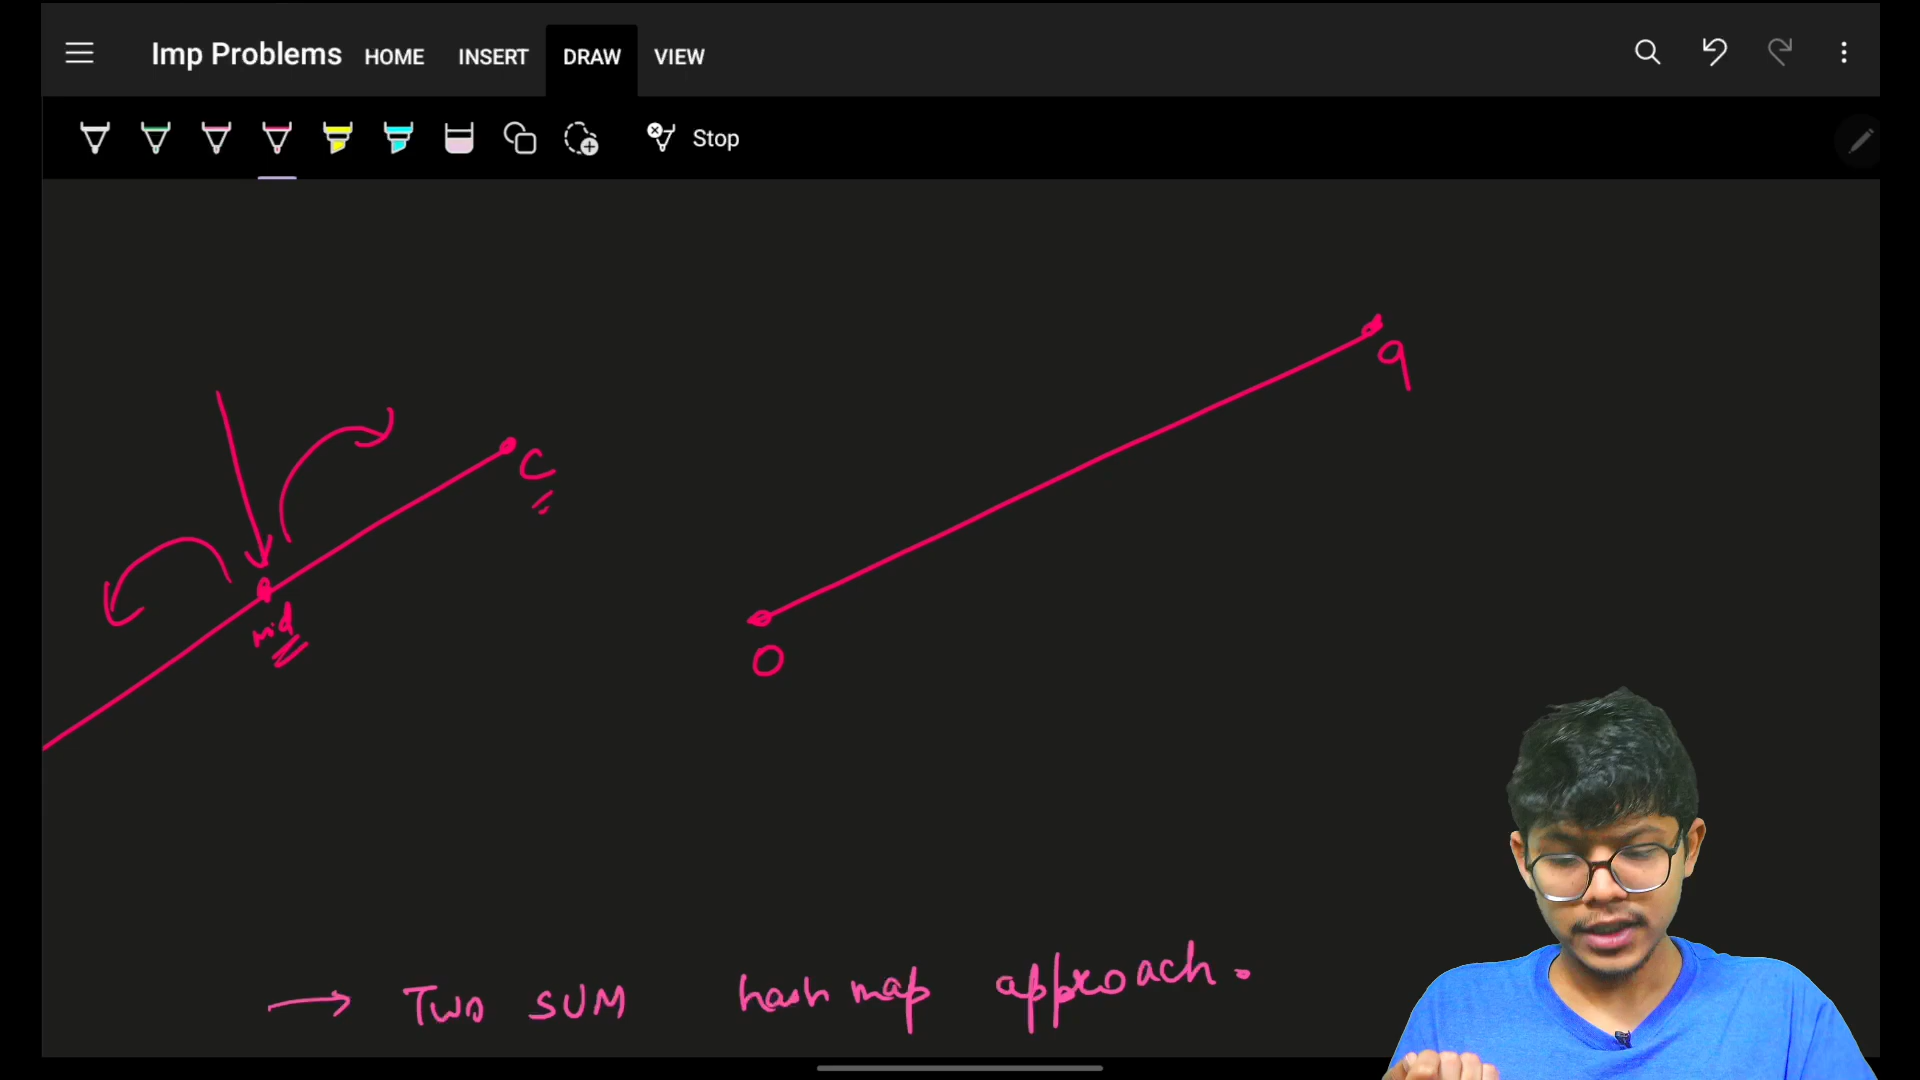 Imp Problems HOME INSERT DRAW VIEW
Stop
9
C
mid
0
→ TWO SUM hash map approach.